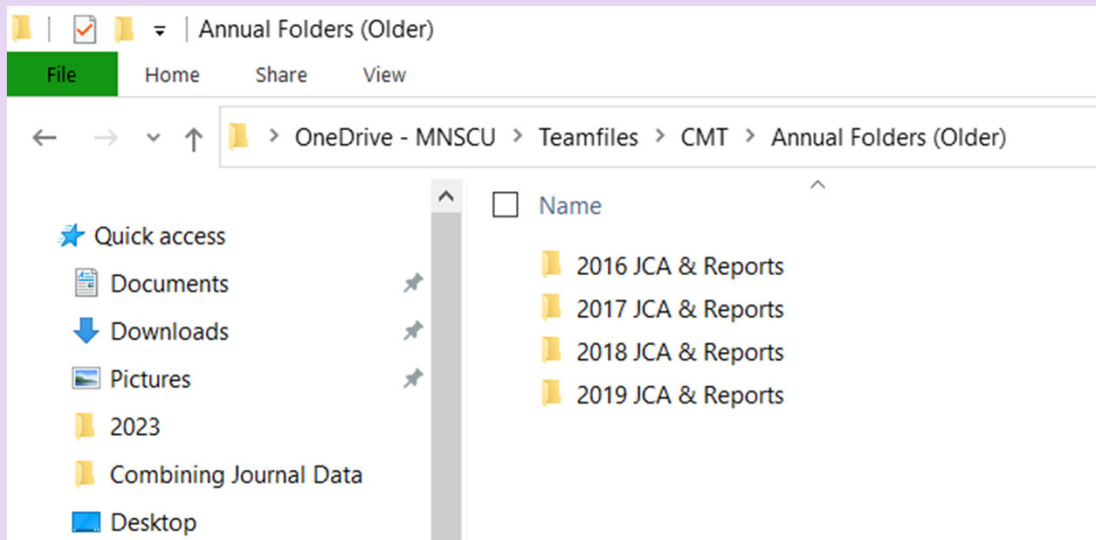 Annual Folders (Older)
File Home Share View
OneDrive - MNSCU > Teamfiles > CMT > Annual Folders (Older)
Name
Quick access
Documents
Downloads
Pictures
2023
Combining Journal Data
Desktop
2016 JCA & Reports
2017 JCA & Reports
2018 JCA & Reports
2019 JCA & Reports